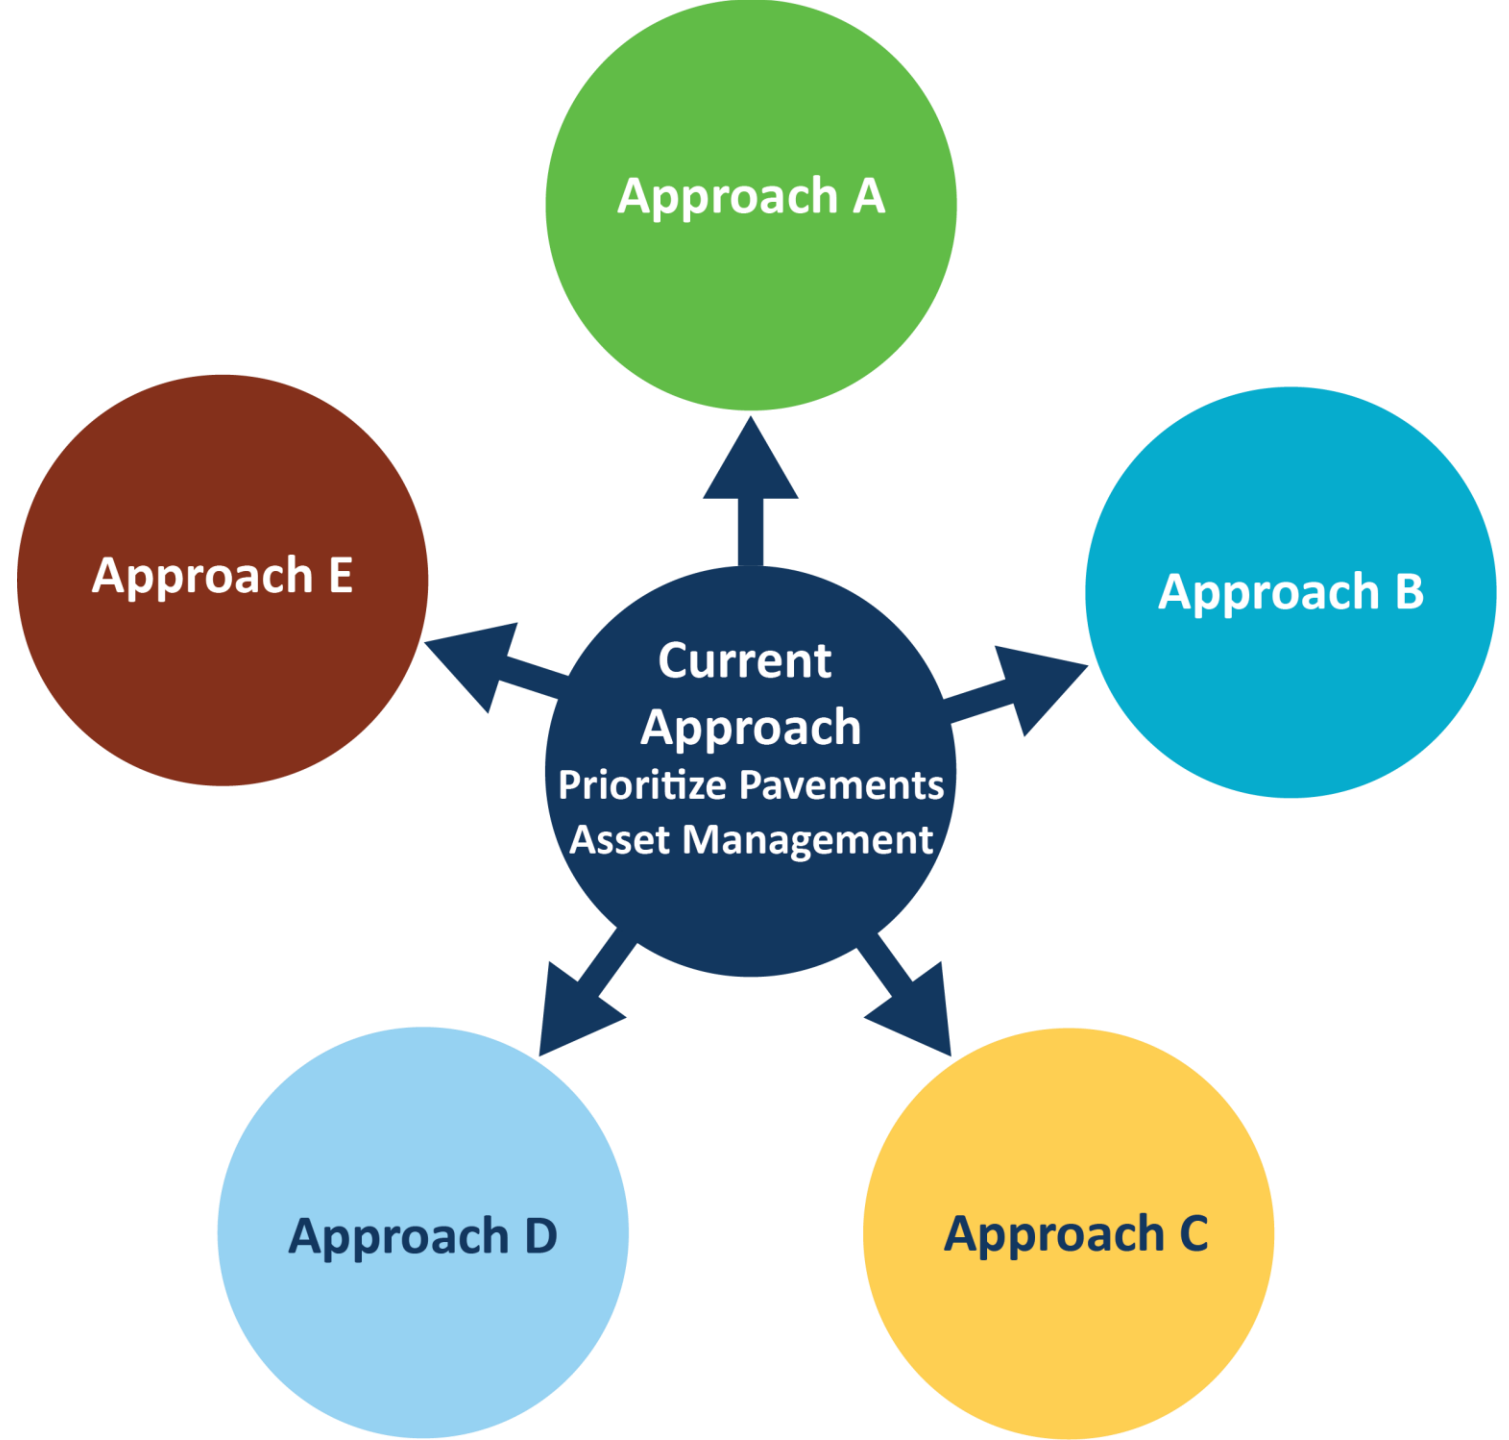 Approach A
Approach E
Approach B
Current
Approach
Prioritize Pavements
Asset Management
Approach D
Approach C